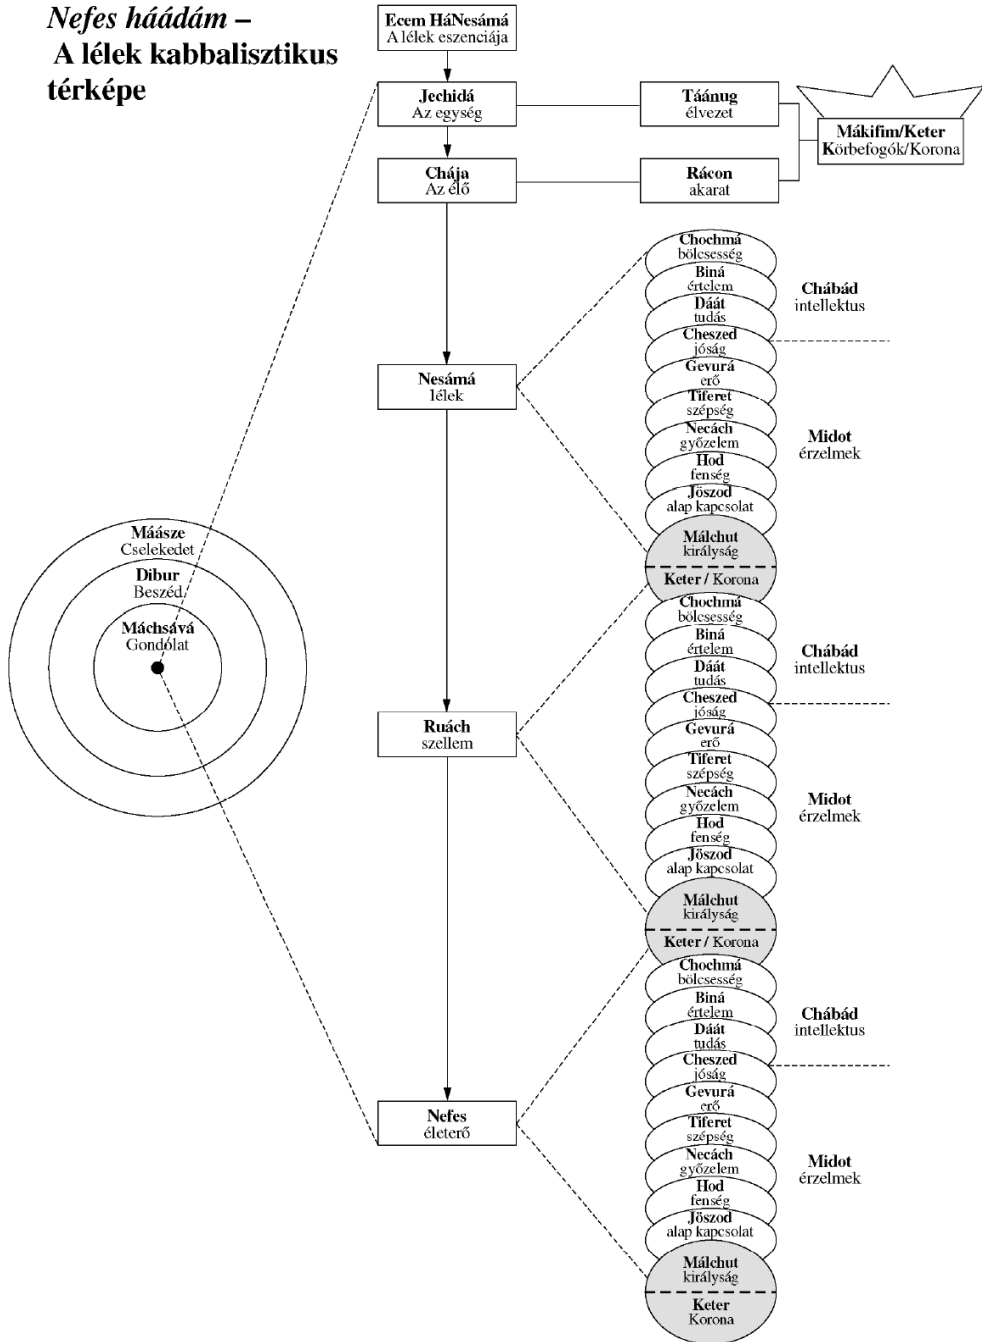 Nefes háádám –
A lélek kabbalisztikus
térképe
Ecem HáNesámá
A lélek eszenciája
Jechidá
Az egység
Táánug
élvezet
Mákifim/Keter
Körbefogók/Korona
Chája
Az élő
Rácon
akarat
Chochmá
bölcsesség
Biná
értelem
Dáát
tudás
Chábád
intellektus
Cheszed
jóság
Gevurá
erő
Tiferet
szépség
Necách
győzelem
Hod
fenség
Jöszod
alap kapcsolat
Midot
érzelmek
Nesámá
lélek
Málchut
királyság
Keter / Korona
Máásze
Cselekedet
Dibur
Beszéd
Máchsává
Gondolat
Chochmá
bölcsesség
Biná
értelem
Dáát
tudás
Chábád
intellektus
Cheszed
jóság
Gevurá
erő
Tiferet
szépség
Necách
győzelem
Hod
fenség
Jöszod
alap kapcsolat
Midot
érzelmek
Ruách
szellem
Málchut
királyság
Keter / Korona
Chochmá
bölcsesség
Biná
értelem
Dáát
tudás
Chábád
intellektus
Cheszed
jóság
Gevurá
erő
Tiferet
szépség
Necách
győzelem
Hod
fenség
Jöszod
alap kapcsolat
Midot
érzelmek
Nefes
életerő
Málchut
királyság
Keter
Korona